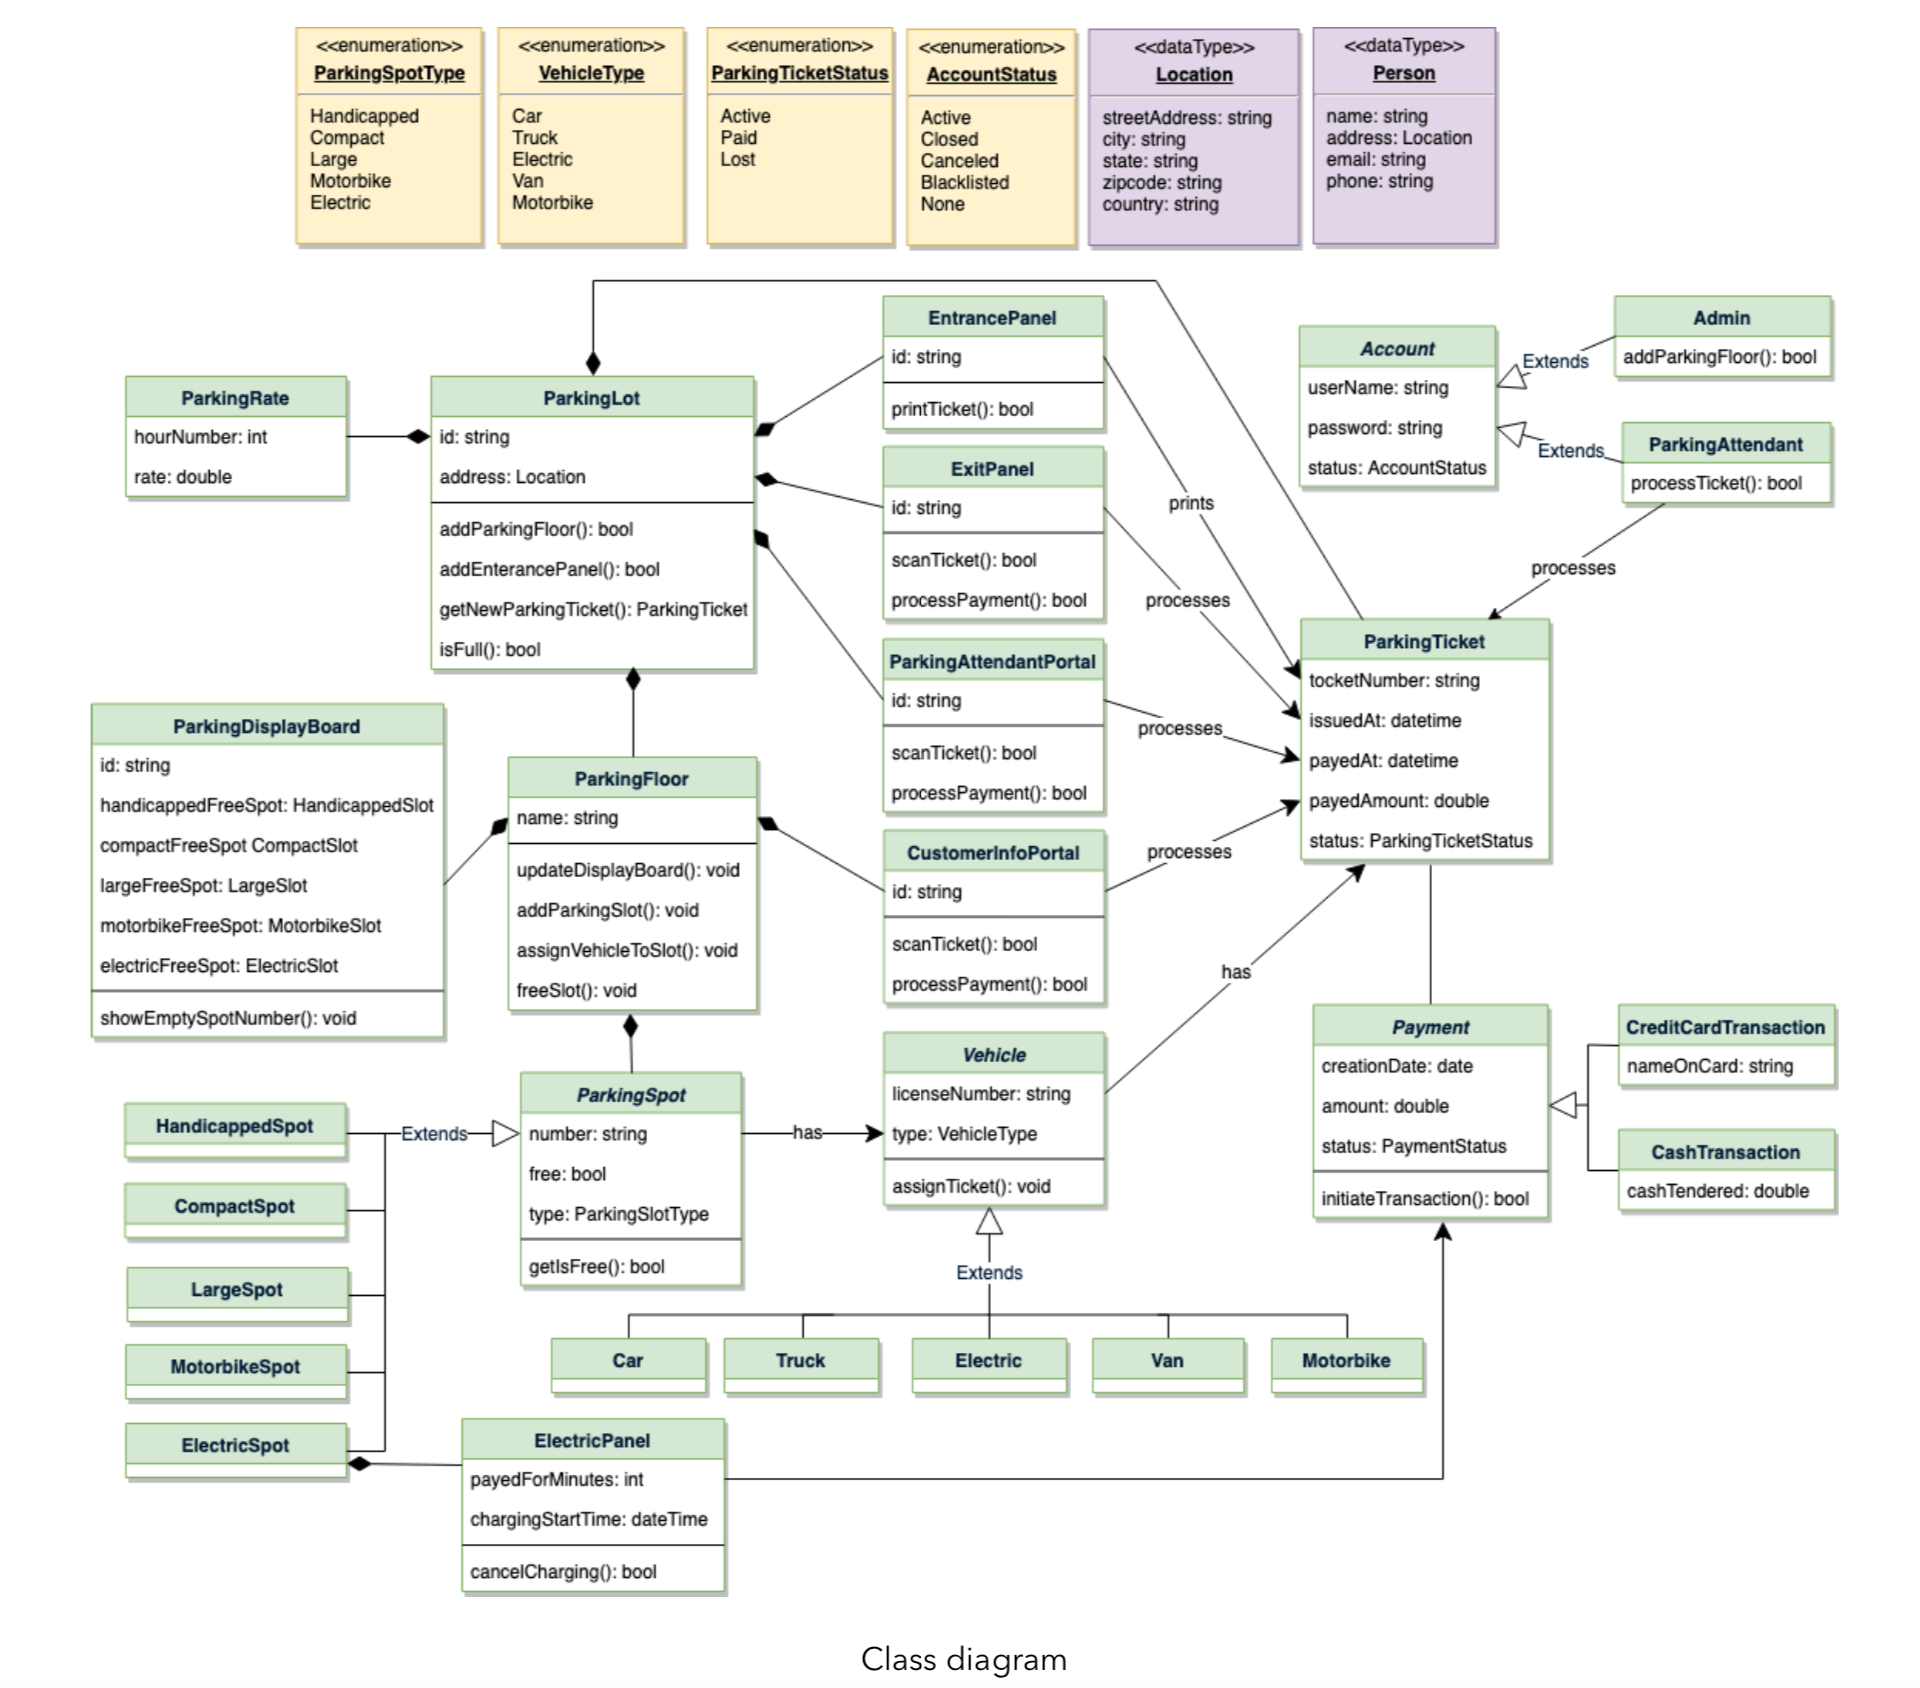 <<enumeration>>
ParkingSpotType
Handicapped
Compact
Large
Motorbike
Electric
<<enumeration>>
VehicleType
Car
Truck
Electric
Van
Motorbike
<<enumeration>>
ParkingTicketStatus
Active
Paid
Lost
<<enumeration>>
AccountStatus
Active
Closed
Canceled
Blacklisted
None
<<dataType>>
Location
streetAddress: string
city: string
state: string
zipcode: string
country: string
<<dataType>>
Person
name: string
address: Location
email: string
phone: string
ParkingRate
hourNumber: int
rate: double
ParkingLot
id: string
address: Location
addParkingFloor(): bool
addEnterancePanel(): bool
getNewParkingTicket(): ParkingTicket
isFull(): bool
EntrancePanel
id: string
printTicket(): bool
ExitPanel
id: string
scanTicket(): bool
processPayment(): bool
ParkingAttendantPortal
id: string
scanTicket(): bool
processPayment(): bool
prints
processes
processes
processes
Account
userName: string
password: string
status: AccountStatus
Extends
Extends
Admin
addParkingFloor(): bool
ParkingAttendant
processTicket(): bool
processes
ParkingTicket
tocketNumber: string
issuedAt: datetime
payedAt: datetime
payedAmount: double
status: ParkingTicketStatus
ParkingDisplayBoard
id: string
handicappedFreeSpot: HandicappedSlot
compactFreeSpot CompactSlot
largeFreeSpot: LargeSlot
motorbikeFreeSpot: MotorbikeSlot
electricFreeSpot: ElectricSlot
showEmptySpotNumber(): void
ParkingFloor
name: string
updateDisplayBoard(): void
addParkingSlot(): void
assignVehicleToSlot(): void
freeSlot(): void
CustomerInfoPortal
id: string
scanTicket(): bool
processPayment(): bool
has
HandicappedSpot
CompactSpot
LargeSpot
MotorbikeSpot
ElectricSpot
Extends
ParkingSpot
number: string
free: bool
type: ParkingSlotType
getIsFree(): bool
has
Vehicle
licenseNumber: string
type: VehicleType
assignTicket(): void
Extends
Car
Truck
Electric
Van
Motorbike
Payment
creationDate: date
amount: double
status: PaymentStatus
initiateTransaction(): bool
CreditCardTransaction
nameOnCard: string
CashTransaction
cashTendered: double
ElectricPanel
payedForMinutes: int
chargingStartTime: dateTime
cancelCharging(): bool
Class diagram